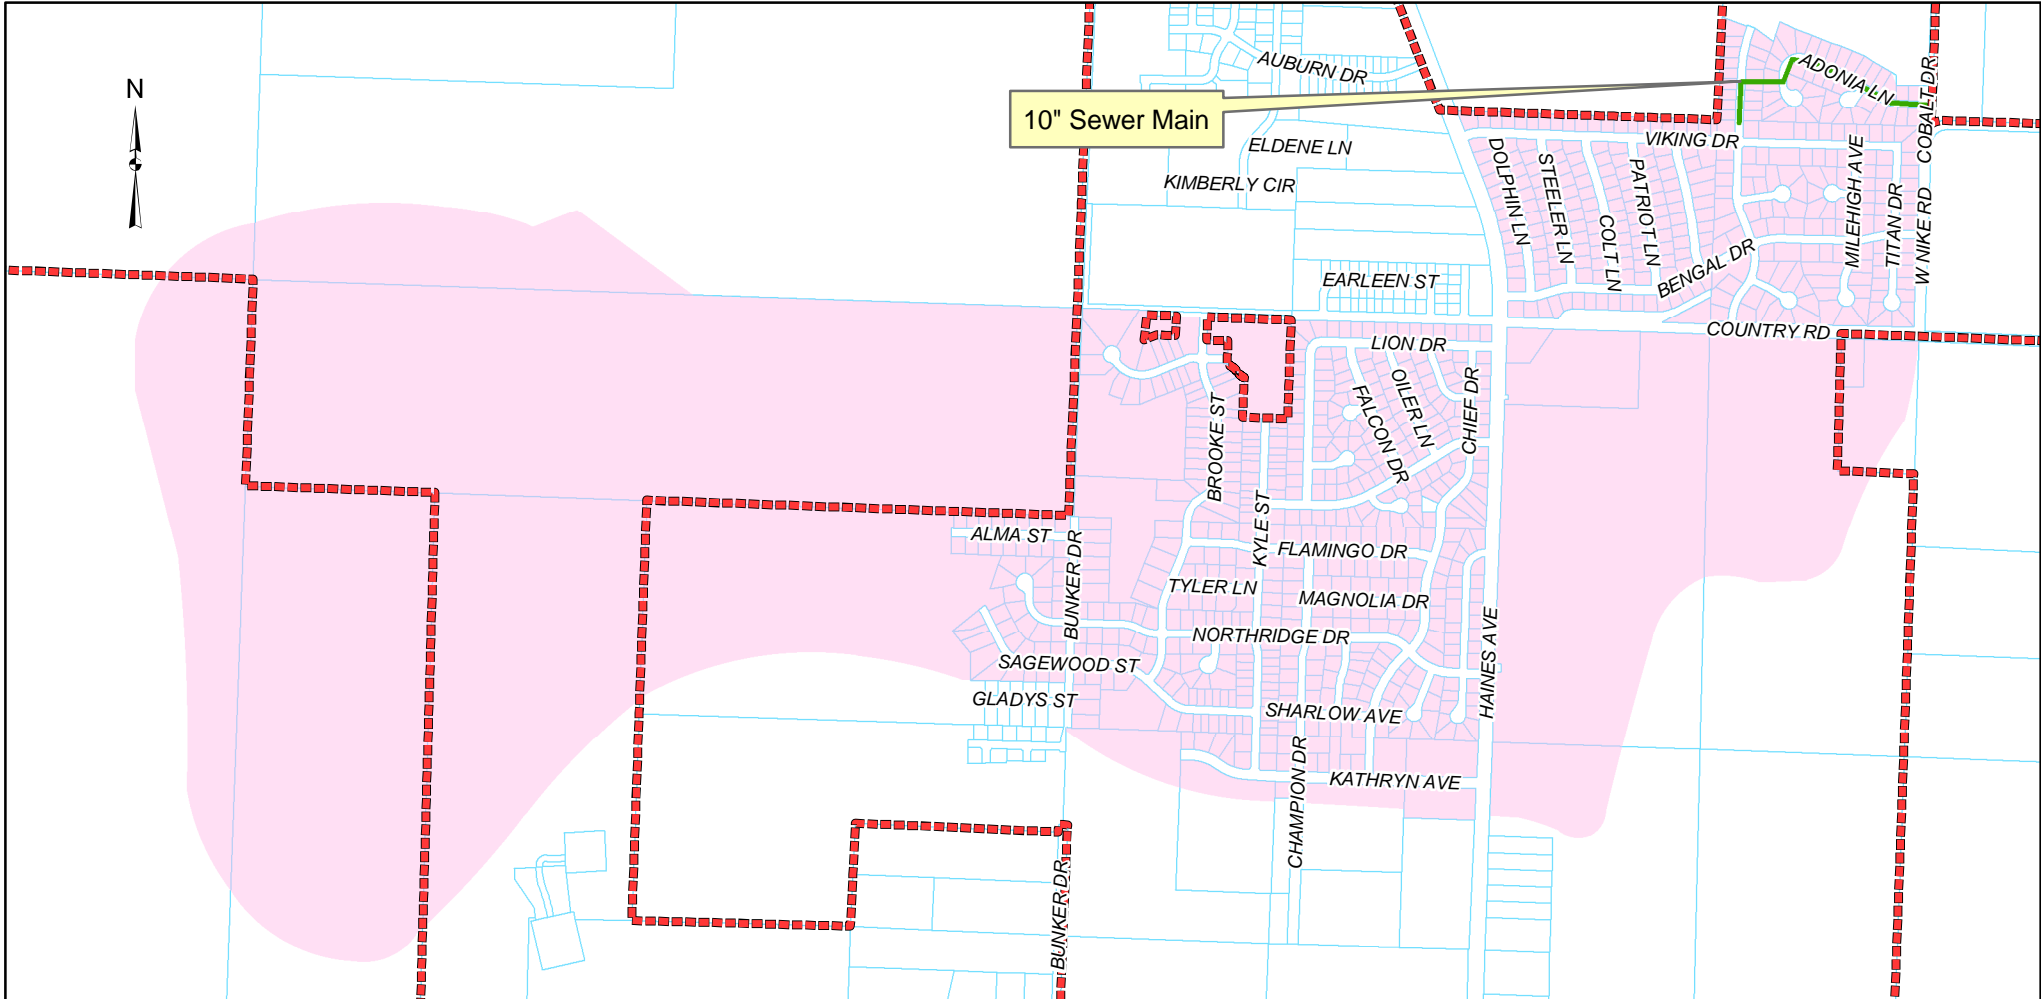 N
AUBURN DR
ADONIA LN
COBALT DR
10" Sewer Main
VIKING DR
ELDENE LN
KIMBERLY CIR
DOLPHIN LN
STEELER LN
COLT LN
PATRIOT LN
MILEHIGH AVE
TITAN DR
W NIKE RD
BENGAL DR
EARLEEN ST
COUNTRY RD
LION DR
OILER LN
FALCON DR
CHIEF DR
BROOKE ST
KYLE ST
ALMA ST
BUNKER DR
FLAMINGO DR
TYLER LN
MAGNOLIA DR
NORTHRIDGE DR
HAINES AVE
SAGEWOOD ST
GLADYS ST
SHARLOW AVE
CHAMPION DR
KATHRYN AVE
BUNKER DR